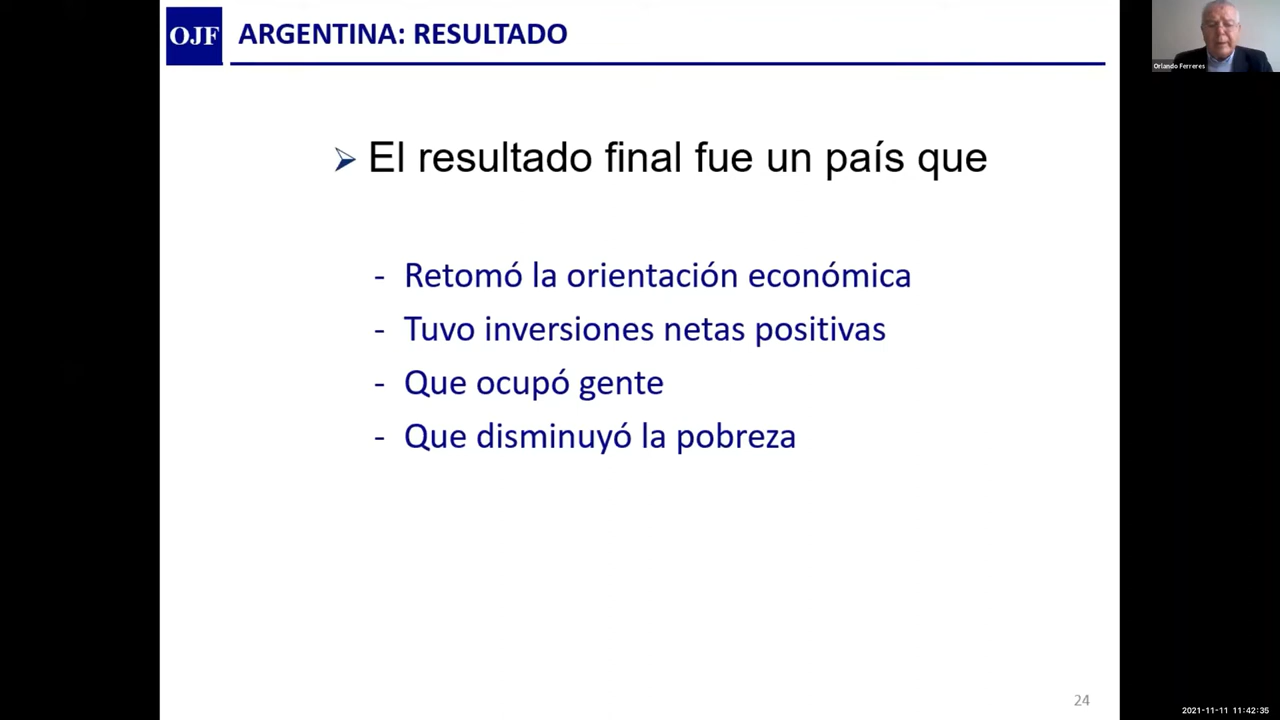 OJF
ARGENTINA: RESULTADO
Orlando Ferreres
➢ El resultado final fue un país que
- Retomó la orientación económica
- Tuvo inversiones netas positivas
- Que ocupó gente
- Que disminuyó la pobreza
24
2021-11-11 11:42:35